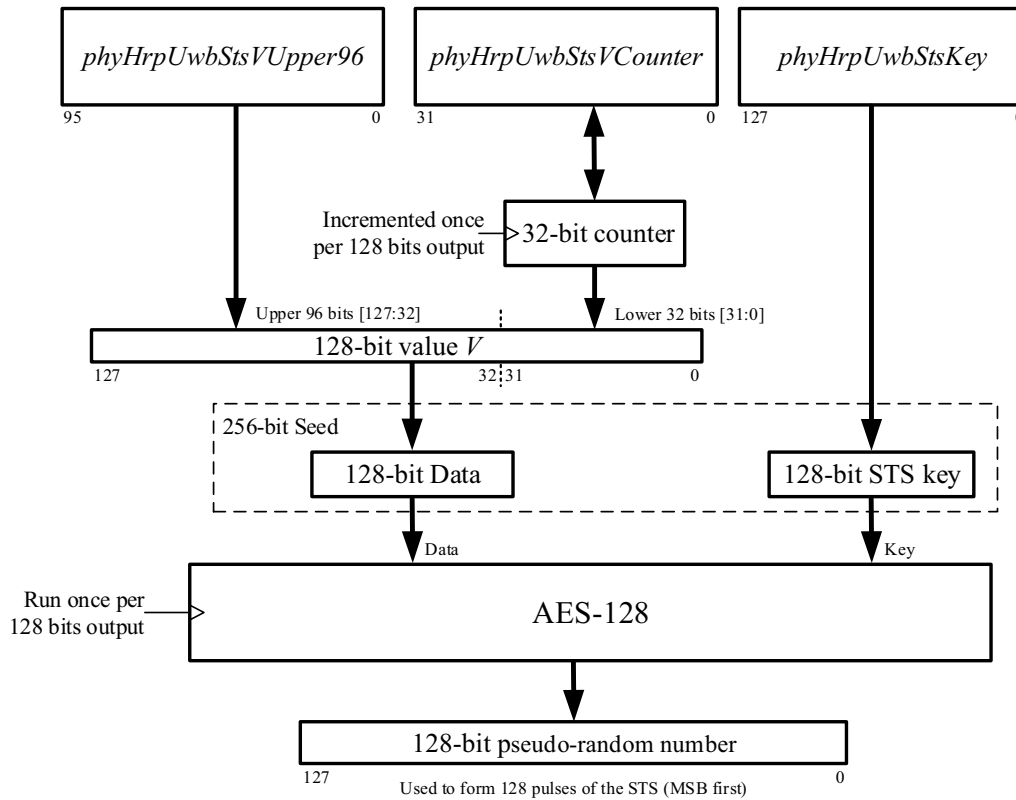 phyHrpUwbStsVUpper96
phyHrpUwbStsVCounter
phyHrpUwbStsKey
95
0
31
0
127
0
Incremented once
per 128 bits output
32-bit counter
Upper 96 bits [127:32]
Lower 32 bits [31:0]
128-bit value V
127
32
31
0
256-bit Seed
128-bit Data
128-bit STS key
Data
Key
Run once per
128 bits output
AES-128
128-bit pseudo-random number
127
0
Used to form 128 pulses of the STS (MSB first)